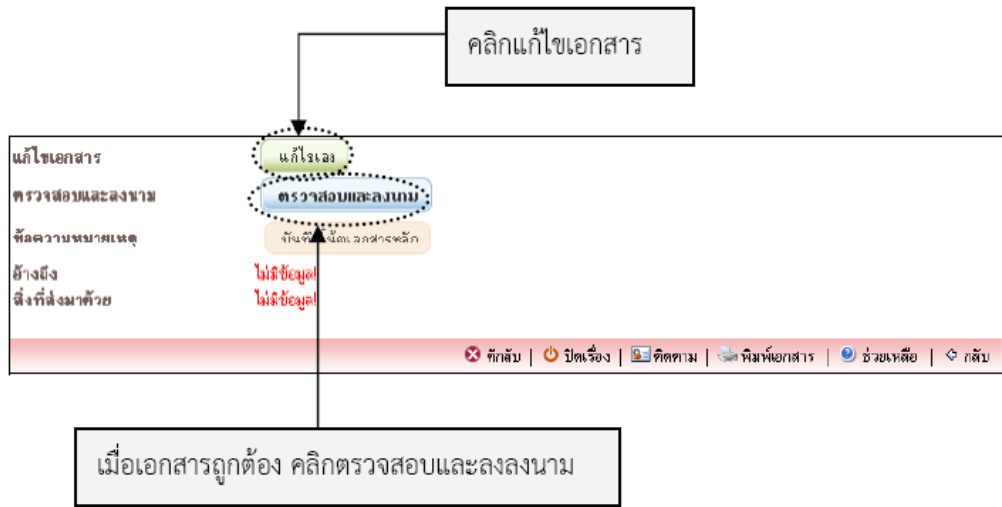 คลิกแก้ไขเอกสาร
แก้ไขเอกสาร
แก้ไขเอง
ตรวจสอบและลงนาม
ตรวจสอบและลงนาม
ข้อความหมายเหตุ
อ้างถึง
ไม่มีข้อมูล!
สิ่งที่ส่งมาด้วย
ไม่มีข้อมูล!
ตีกลับ | ปิดเรื่อง | ติดตาม | พิมพ์เอกสาร | ช่วยเหลือ | กลับ
เมื่อเอกสารถูกต้อง คลิกตรวจสอบและลงลงนาม